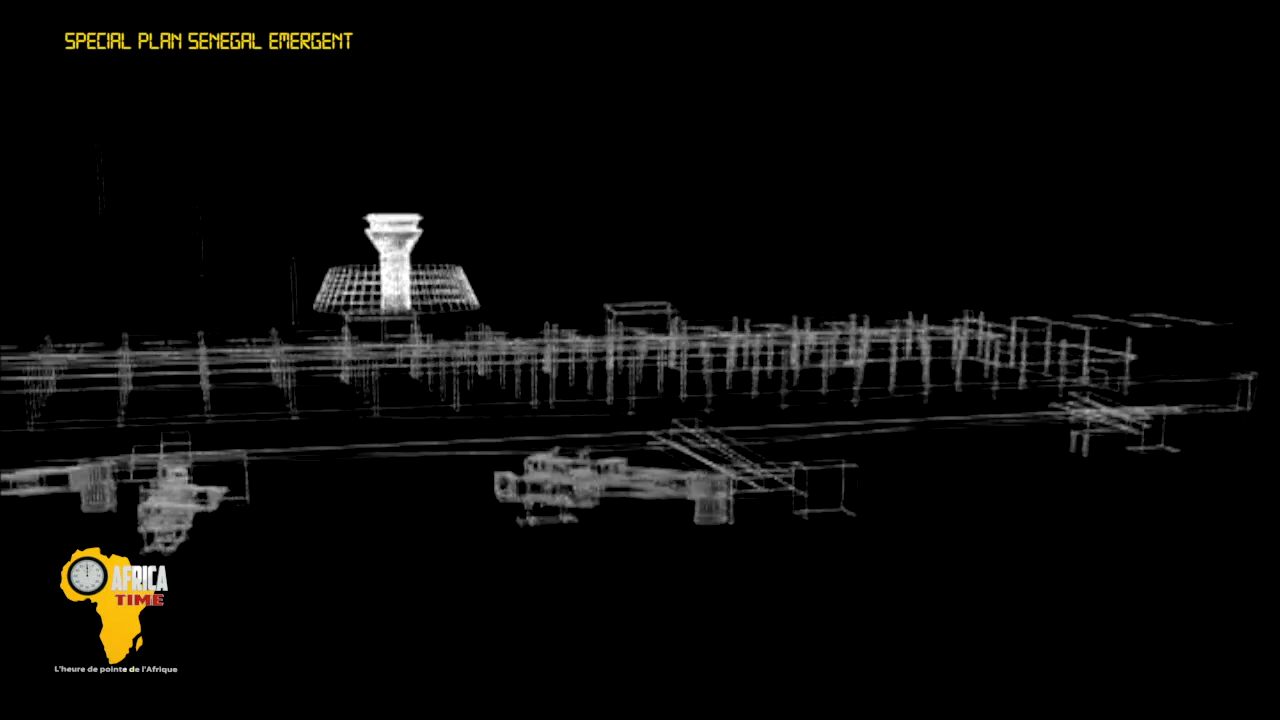 SPECIAL PLAN SENEGAL EMERGENT
AFRICA
TIME
L'heure de pointe de l'Afrique